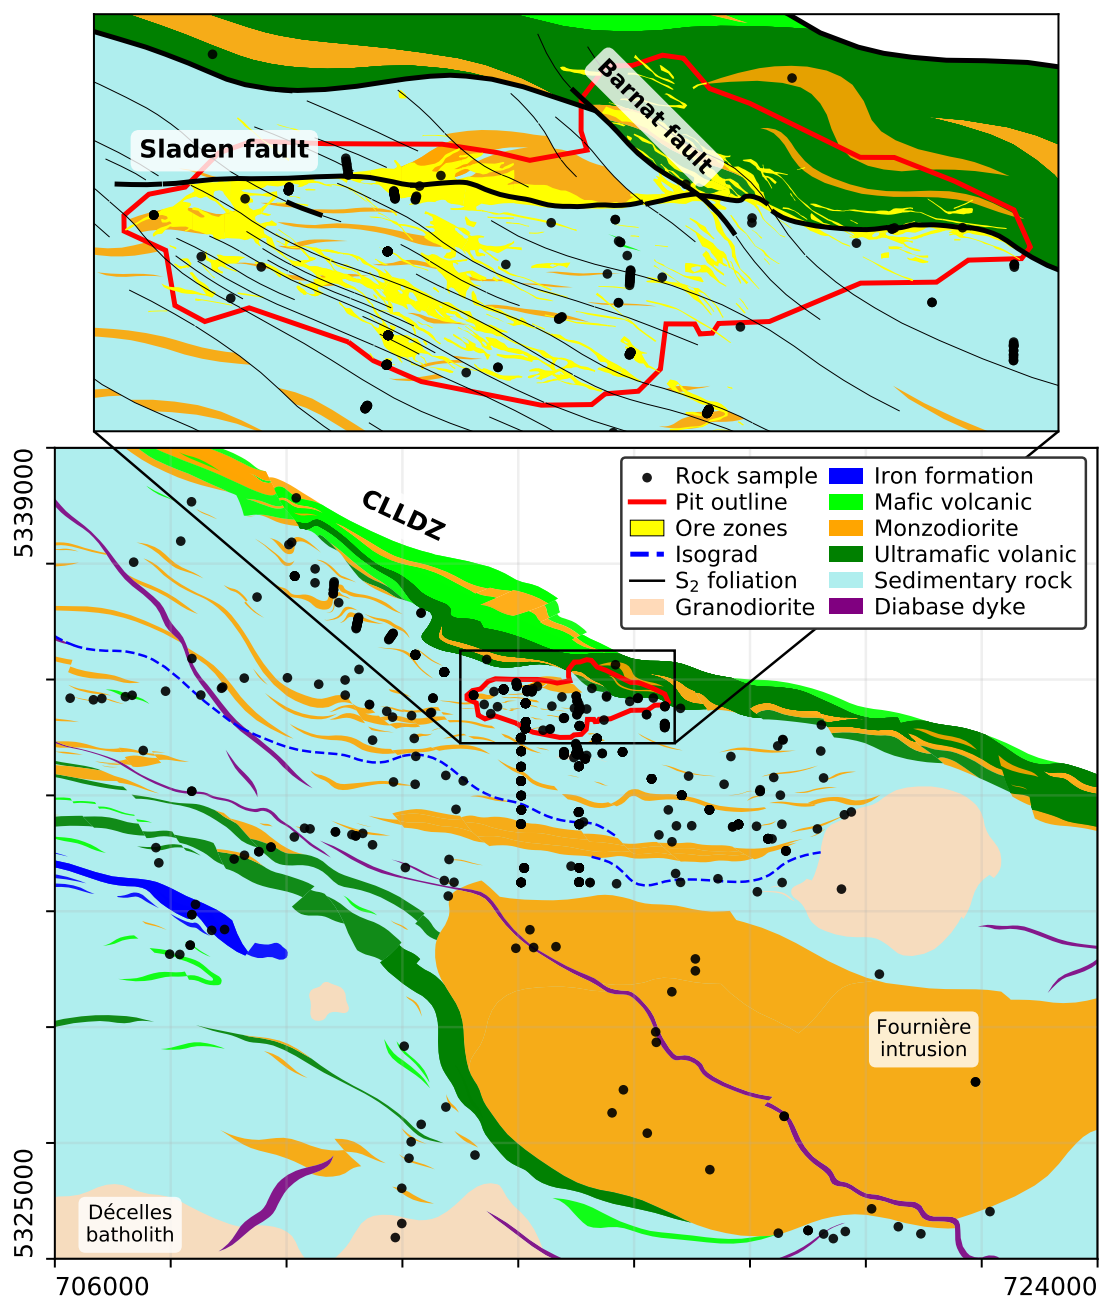 Barnat fault
Sladen fault
CLLDZ
Rock sample
Pit outline
Ore zones
Isograd
S₂ foliation
Granodiorite
Iron formation
Mafic volcanic
Monzodiorite
Ultramafic volanic
Sedimentary rock
Diabase dyke
5339000
5325000
Fournière
intrusion
Décelles
batholith
706000
724000